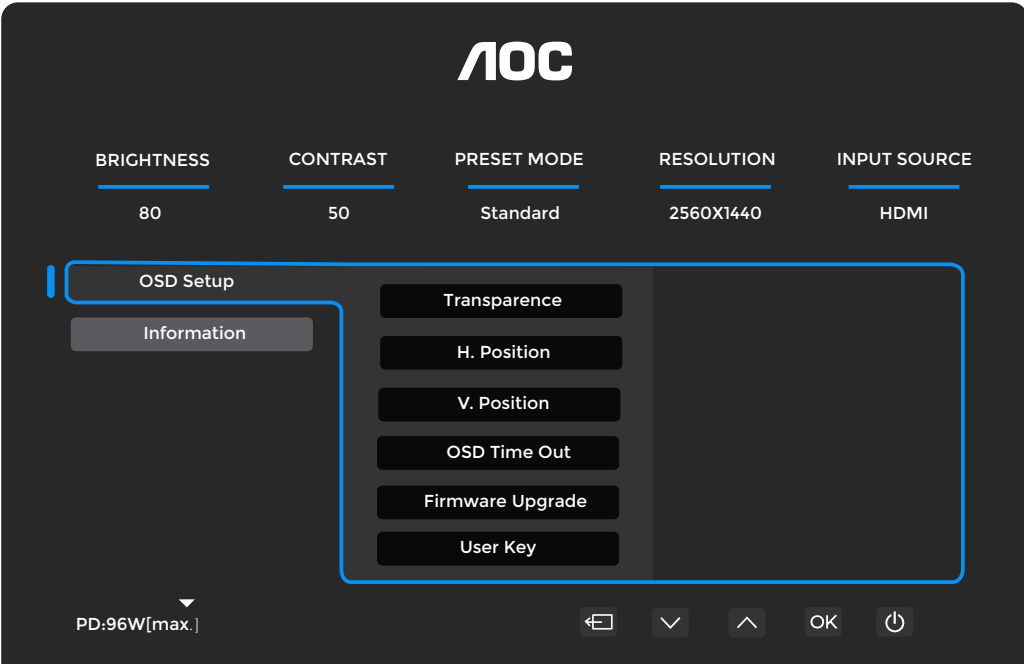 AOC
BRIGHTNESS CONTRAST PRESET MODE RESOLUTION INPUT SOURCE
80 50 Standard 2560X1440 HDMI
OSD Setup
Information
Transparence
H. Position
V. Position
OSD Time Out
Firmware Upgrade
User Key
PD:96W[max.]
OK